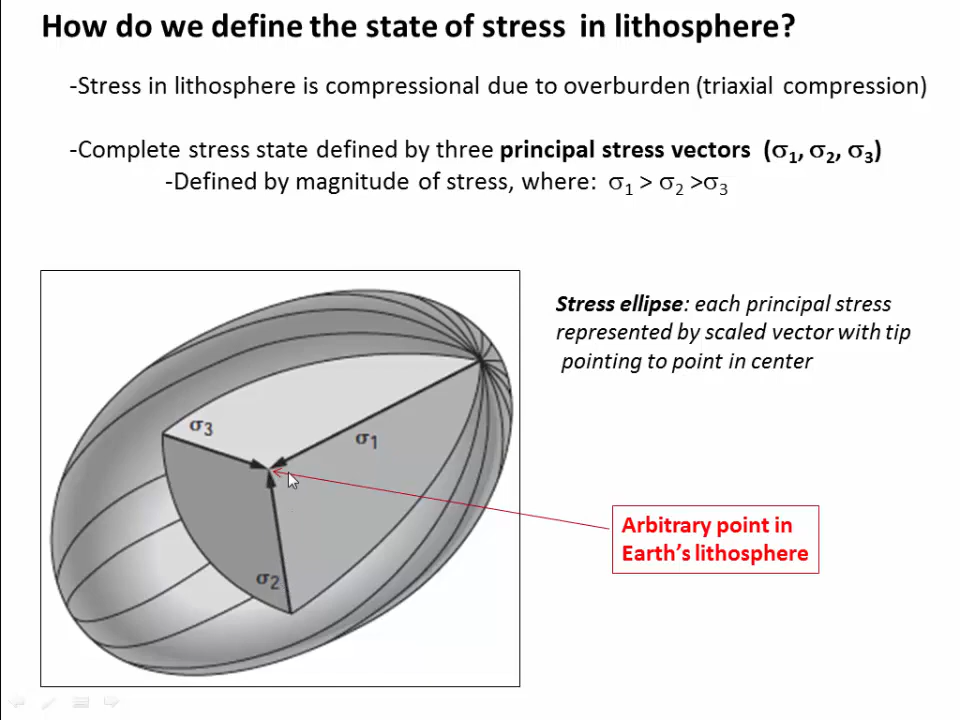 How do we define the state of stress in lithosphere?
-Stress in lithosphere is compressional due to overburden (triaxial compression)
-Complete stress state defined by three principal stress vectors (σ1, σ2, σ3)
-Defined by magnitude of stress, where: σ1 > σ2 >σ3
Stress ellipse: each principal stress
represented by scaled vector with tip
pointing to point in center
σ3
σ1
Arbitrary point in
Earth's lithosphere
σ2